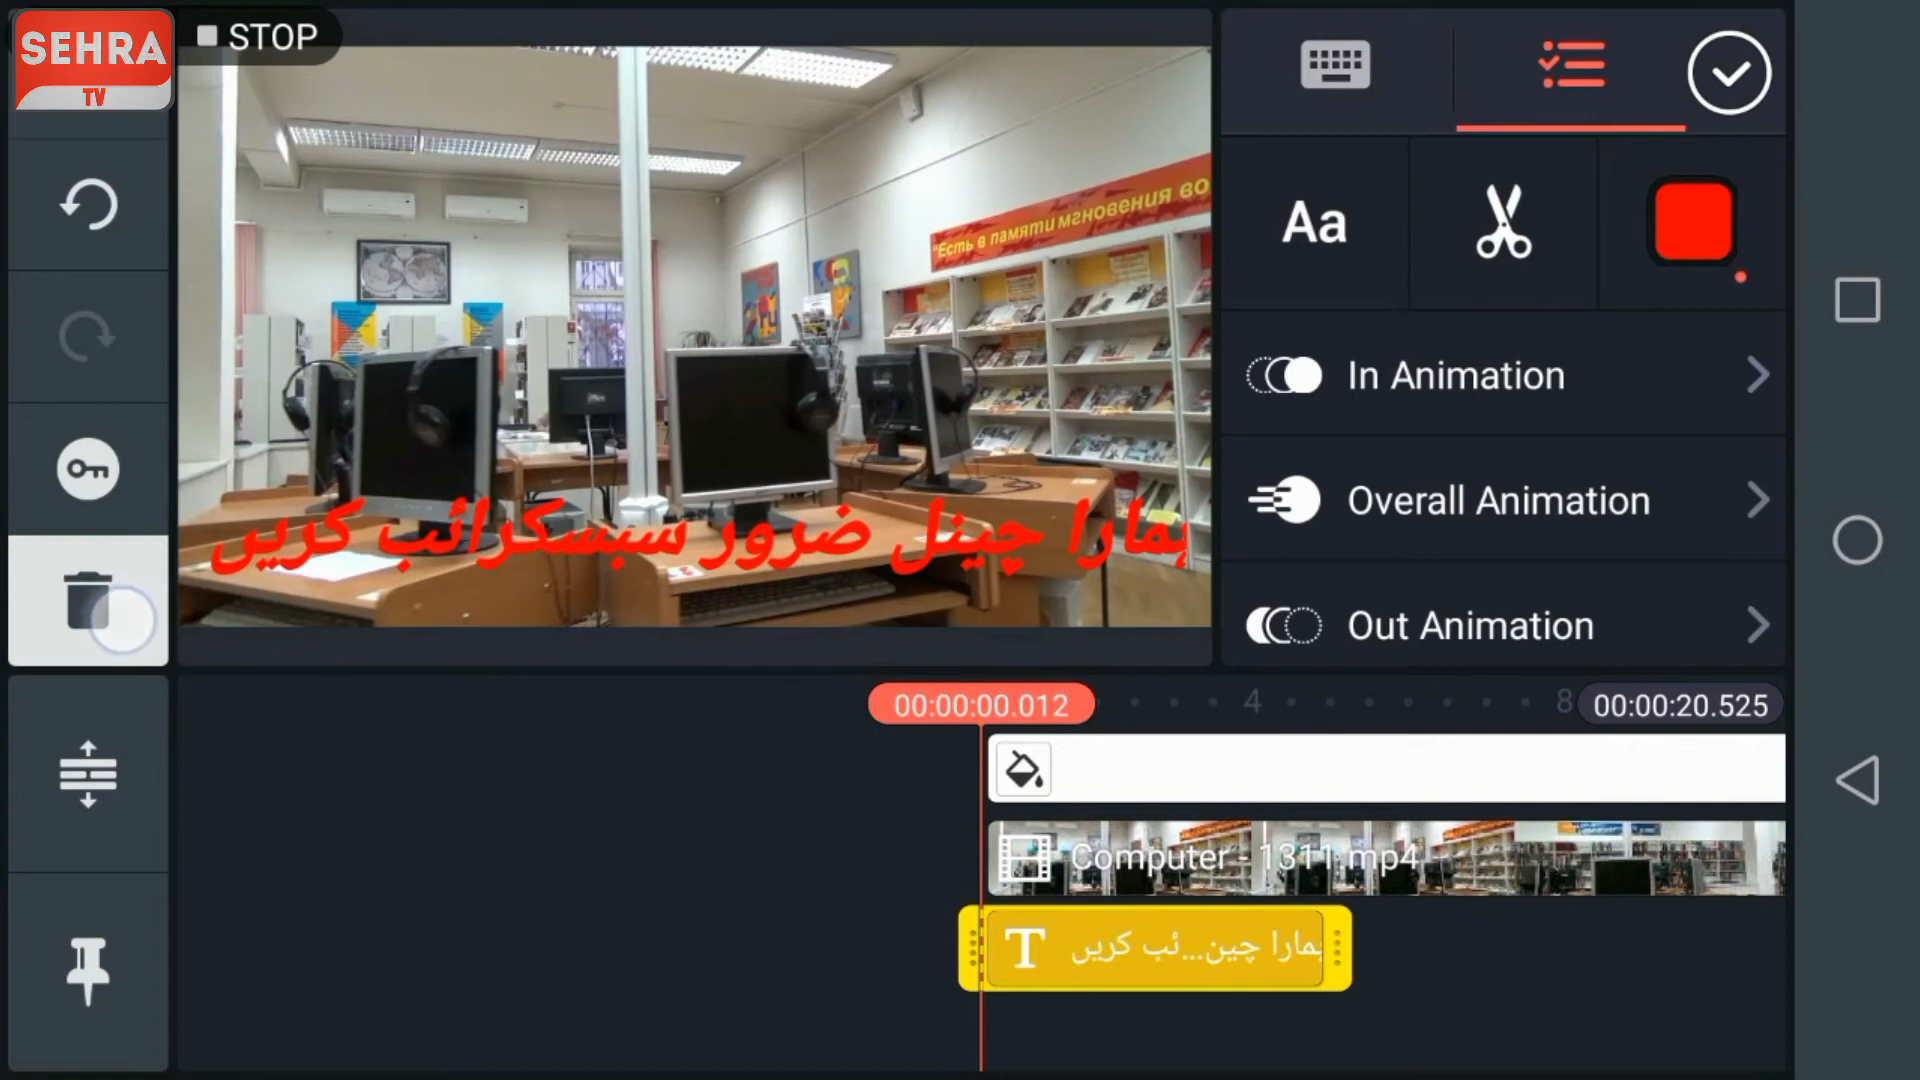 SEHRA
TV
STOP
"Есть в памяти мгновения во
ہمارا چینل ضرور سبسکرائب کریں
Aa
In Animation
Overall Animation
Out Animation
00:00:00.012
4
8
00:00:20.525
Computer - 1311.mp4
T
ہمارا چین...ئب کریں